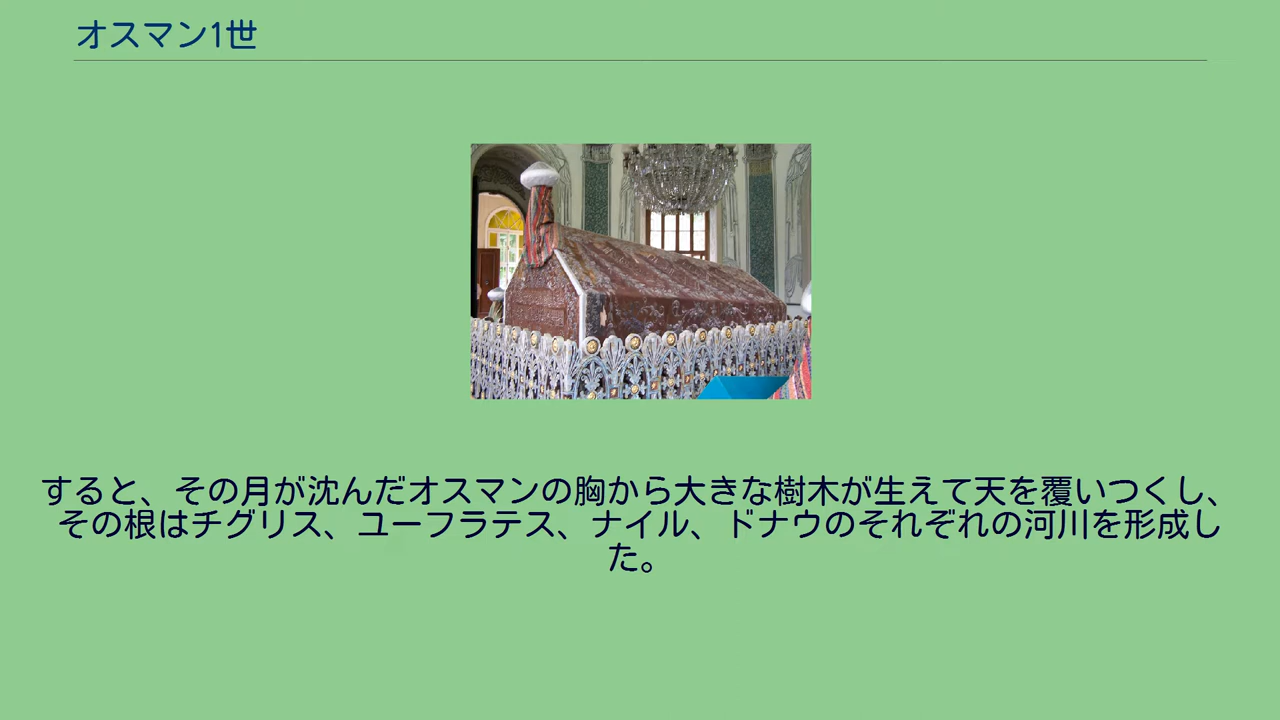 オスマン1世
すると、その月が沈んだオスマンの胸から大きな樹木が生えて天を覆いつくし、
その根はチグリス、ユーフラテス、ナイル、ドナウのそれぞれの河川を形成し
た。